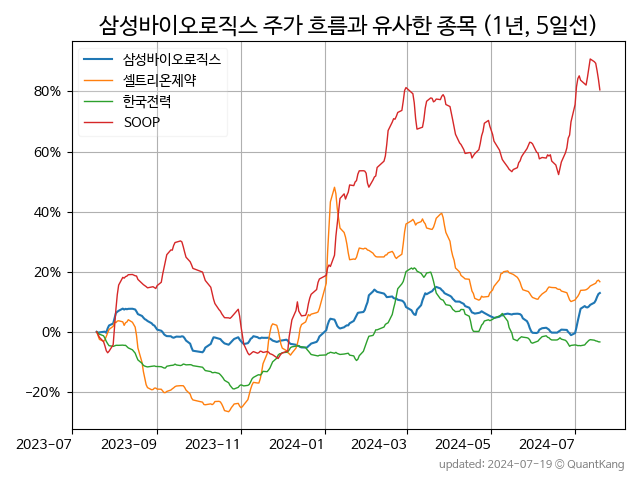 삼성바이오로직스 주가 흐름과 유사한 종목 (1년, 5일선)
삼성바이오로직스
셀트리온제약
한국전력
SOOP
80%
60%
40%
20%
0%
−20%
2023-07 2023-09 2023-11 2024-01 2024-03 2024-05 2024-07
updated: 2024-07-19 © QuantKang